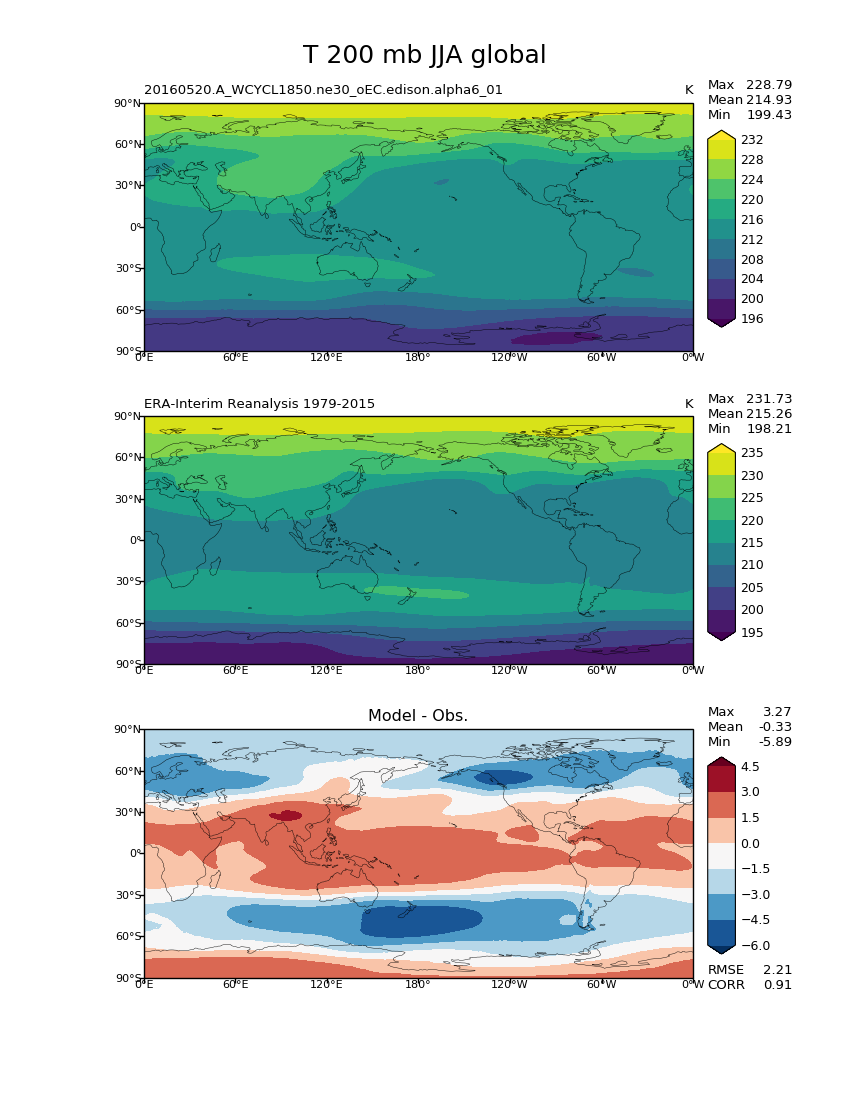 T 200 mb JJA global
20160520.A_WCYCL1850.ne30_oEC.edison.alpha6_01 K
Max 228.79
Mean 214.93
Min 199.43
90°N
60°N
30°N
0°
30°S
60°S
90°S
0°E 60°E 120°E 180° 120°W 60°W 0°W
232
228
224
220
216
212
208
204
200
196
ERA-Interim Reanalysis 1979-2015 K
Max 231.73
Mean 215.26
Min 198.21
90°N
60°N
30°N
0°
30°S
60°S
90°S
0°E 60°E 120°E 180° 120°W 60°W 0°W
235
230
225
220
215
210
205
200
195
Model - Obs.
Max 3.27
Mean -0.33
Min -5.89
90°N
60°N
30°N
0°
30°S
60°S
90°S
0°E 60°E 120°E 180° 120°W 60°W 0°W
4.5
3.0
1.5
0.0
−1.5
−3.0
−4.5
−6.0
RMSE 2.21
CORR 0.91